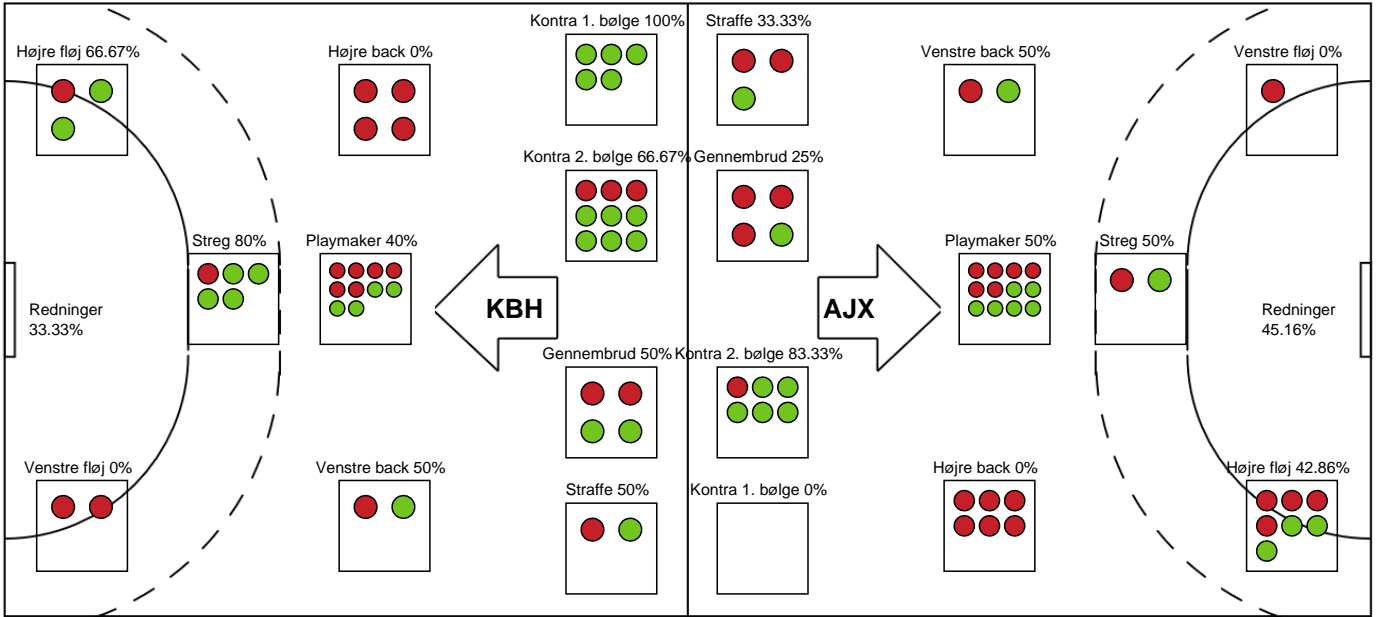 Kontra 1. bølge 100%
Straffe 33.33%
Højre fløj 66.67%
Højre back 0%
Venstre back 50%
Venstre fløj 0%
Kontra 2. bølge 66.67%
Gennembrud 25%
Streg 80%
Playmaker 40%
Playmaker 50%
Streg 50%
Redninger
33.33%
KBH
AJX
Redninger
45.16%
Gennembrud 50%
Kontra 2. bølge 83.33%
Venstre fløj 0%
Venstre back 50%
Højre back 0%
Højre fløj 42.86%
Straffe 50%
Kontra 1. bølge 0%